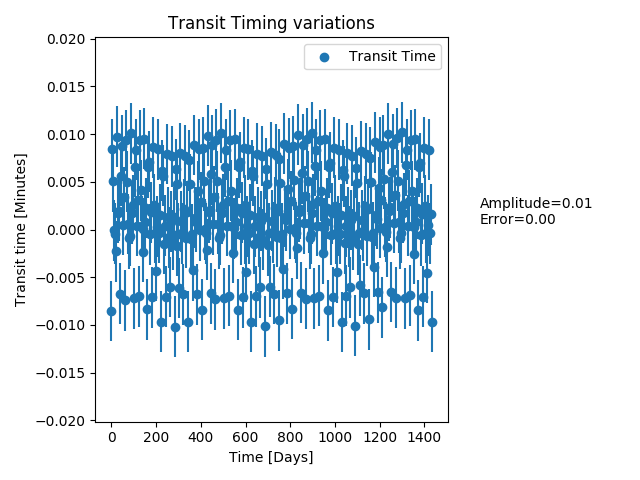 Transit Timing variations
Transit Time
0.020
0.015
0.010
0.005
0.000
−0.005
−0.010
−0.015
−0.020
Transit time [Minutes]
0 200 400 600 800 1000 1200 1400
Time [Days]
Amplitude=0.01
Error=0.00